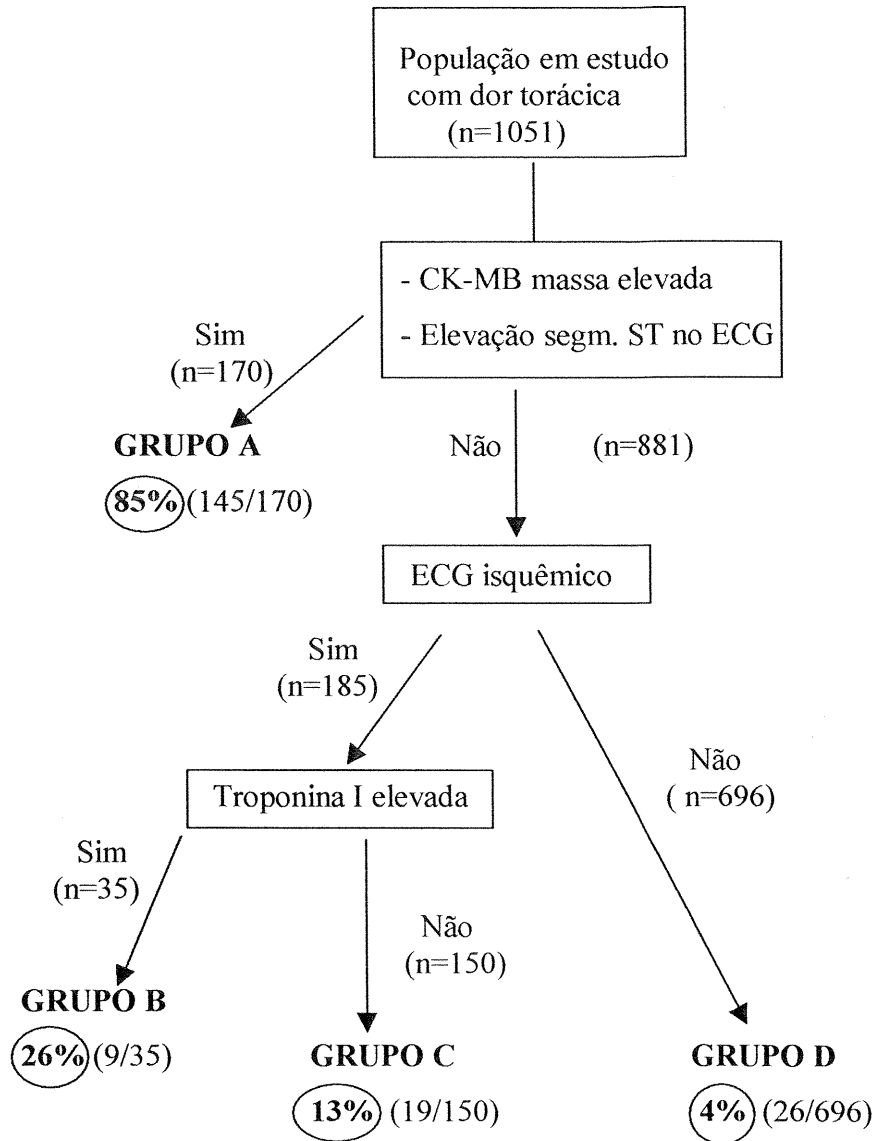 População em estudo
com dor torácica
(n=1051)
- CK-MB massa elevada
- Elevação segm. ST no ECG
Sim
(n=170)
GRUPO A
85% (145/170)
Não (n=881)
ECG isquêmico
Sim
(n=185)
Não
( n=696)
Troponina I elevada
Sim
(n=35)
Não
(n=150)
GRUPO B
26% (9/35)
GRUPO C
13% (19/150)
GRUPO D
4% (26/696)